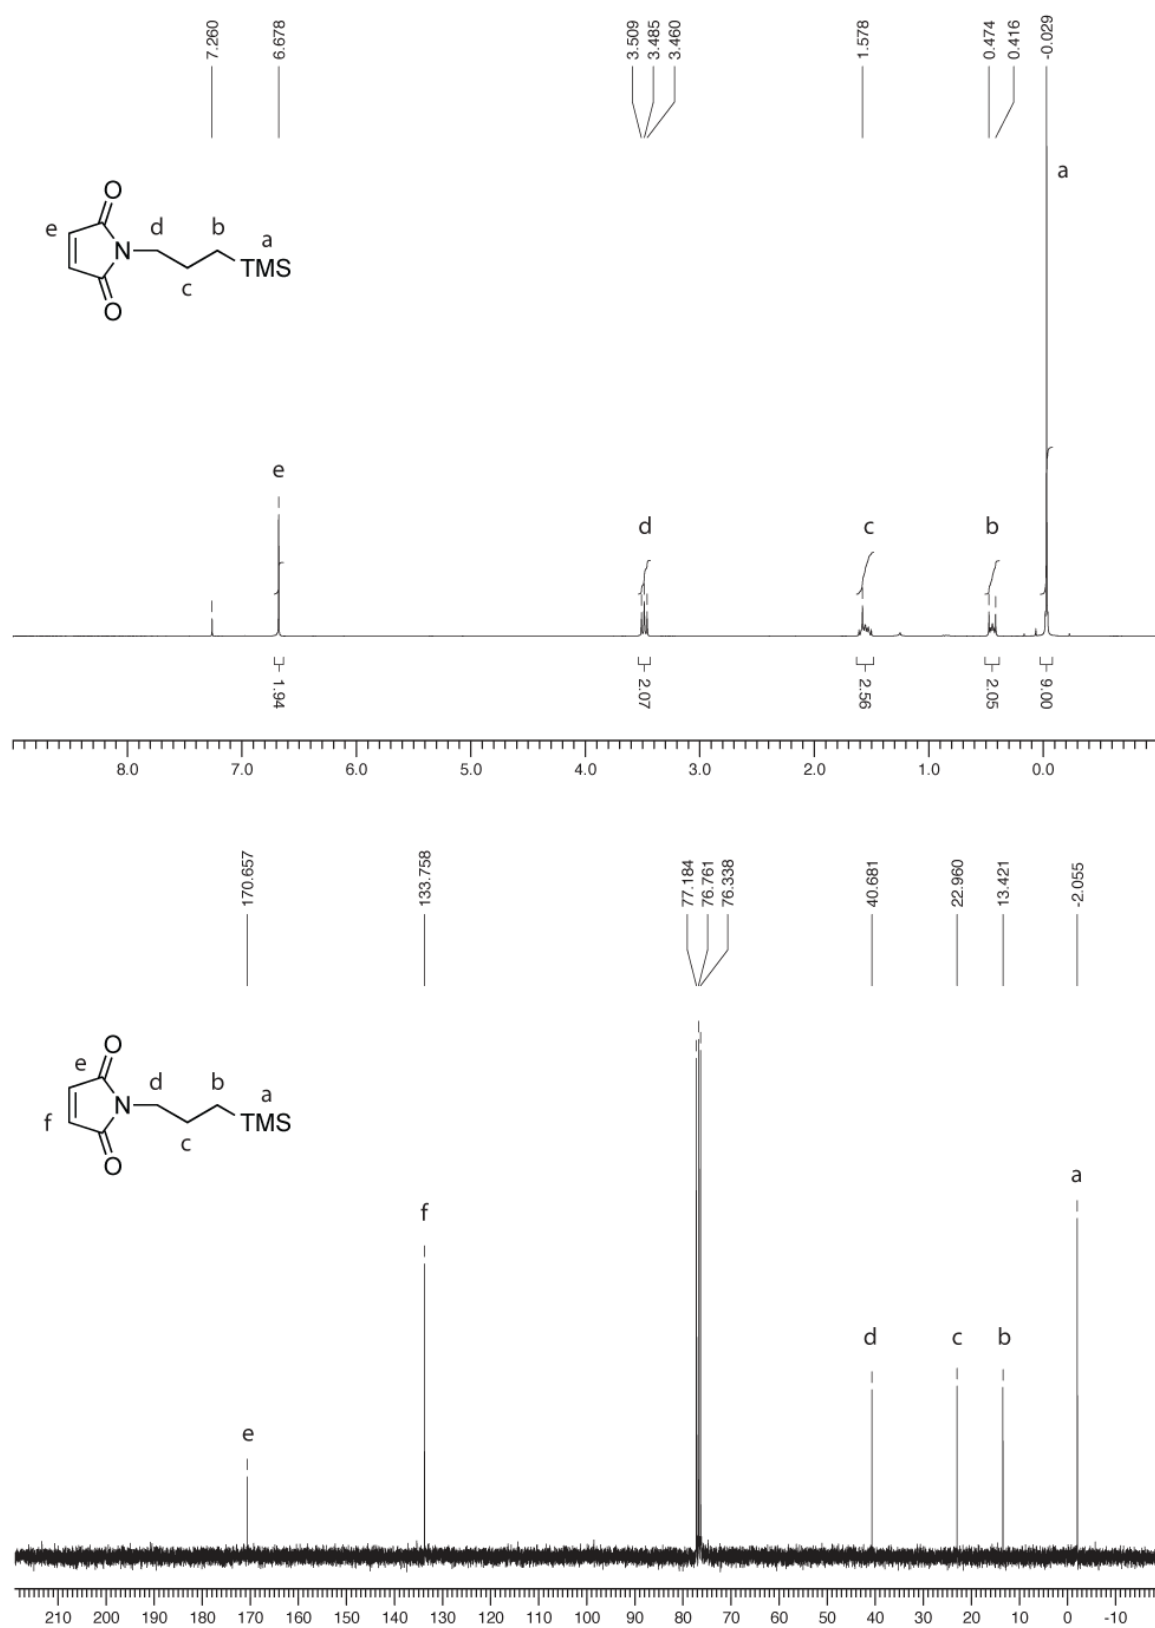 7.260
6.678
3.509
3.485
3.460
1.578
0.474
0.416
-0.029
a
O
e
d
b
a
N
TMS
c
O
e
d
c
b
1.94
2.07
2.56
2.05
9.00
8.0 7.0 6.0 5.0 4.0 3.0 2.0 1.0 0.0
170.657
133.758
77.184
76.761
76.338
40.681
22.960
13.421
-2.055
O
e
d
b
a
f
N
TMS
c
O
a
f
d
c
b
e
210 200 190 180 170 160 150 140 130 120 110 100 90 80 70 60 50 40 30 20 10 0 -10